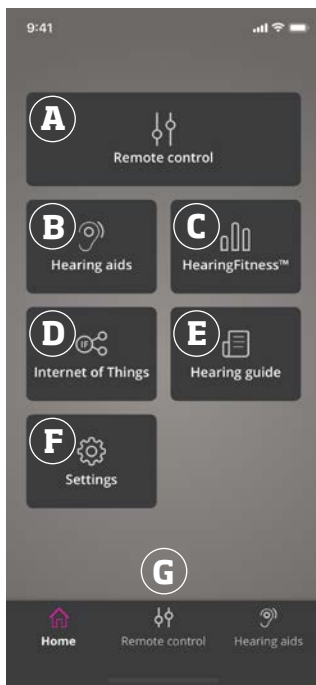 9:41
A
Remote control
B
C
Hearing aids
HearingFitness™
D
IF
E
Internet of Things
Hearing guide
F
Settings
G
Home
Remote control
Hearing aids